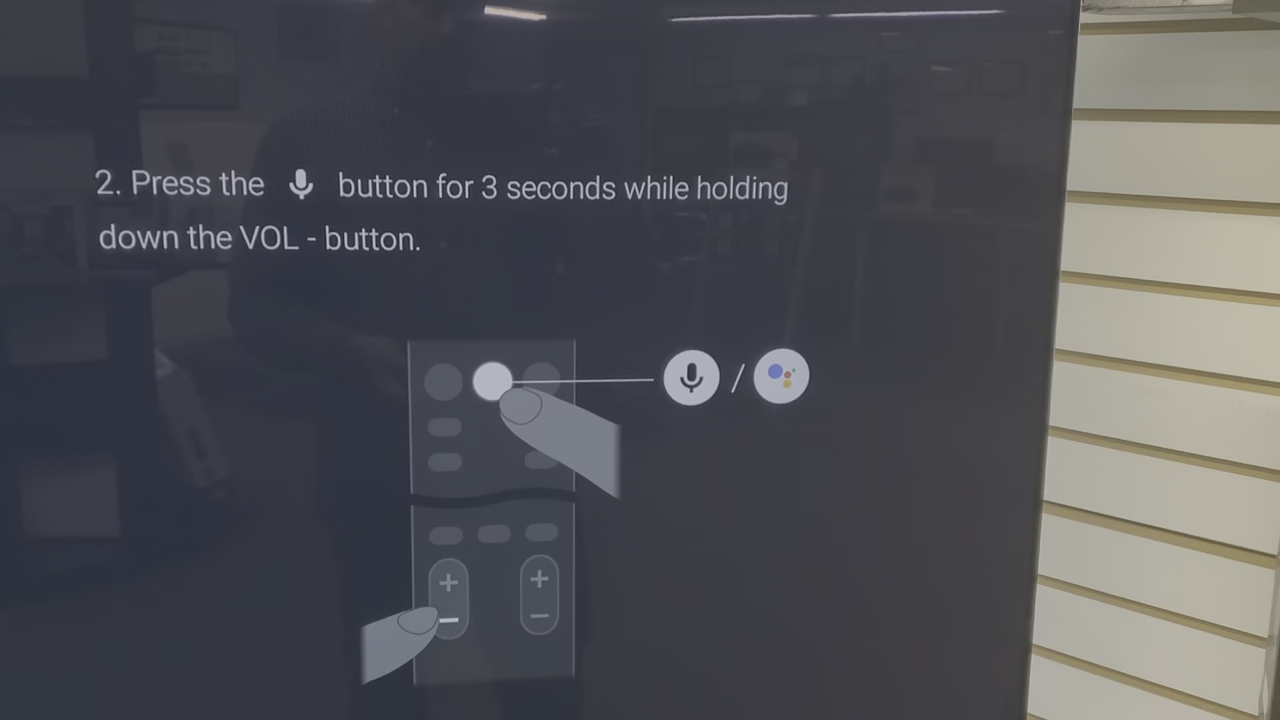 2. Press the button for 3 seconds while holding
down the VOL - button.
/
+ +
- -